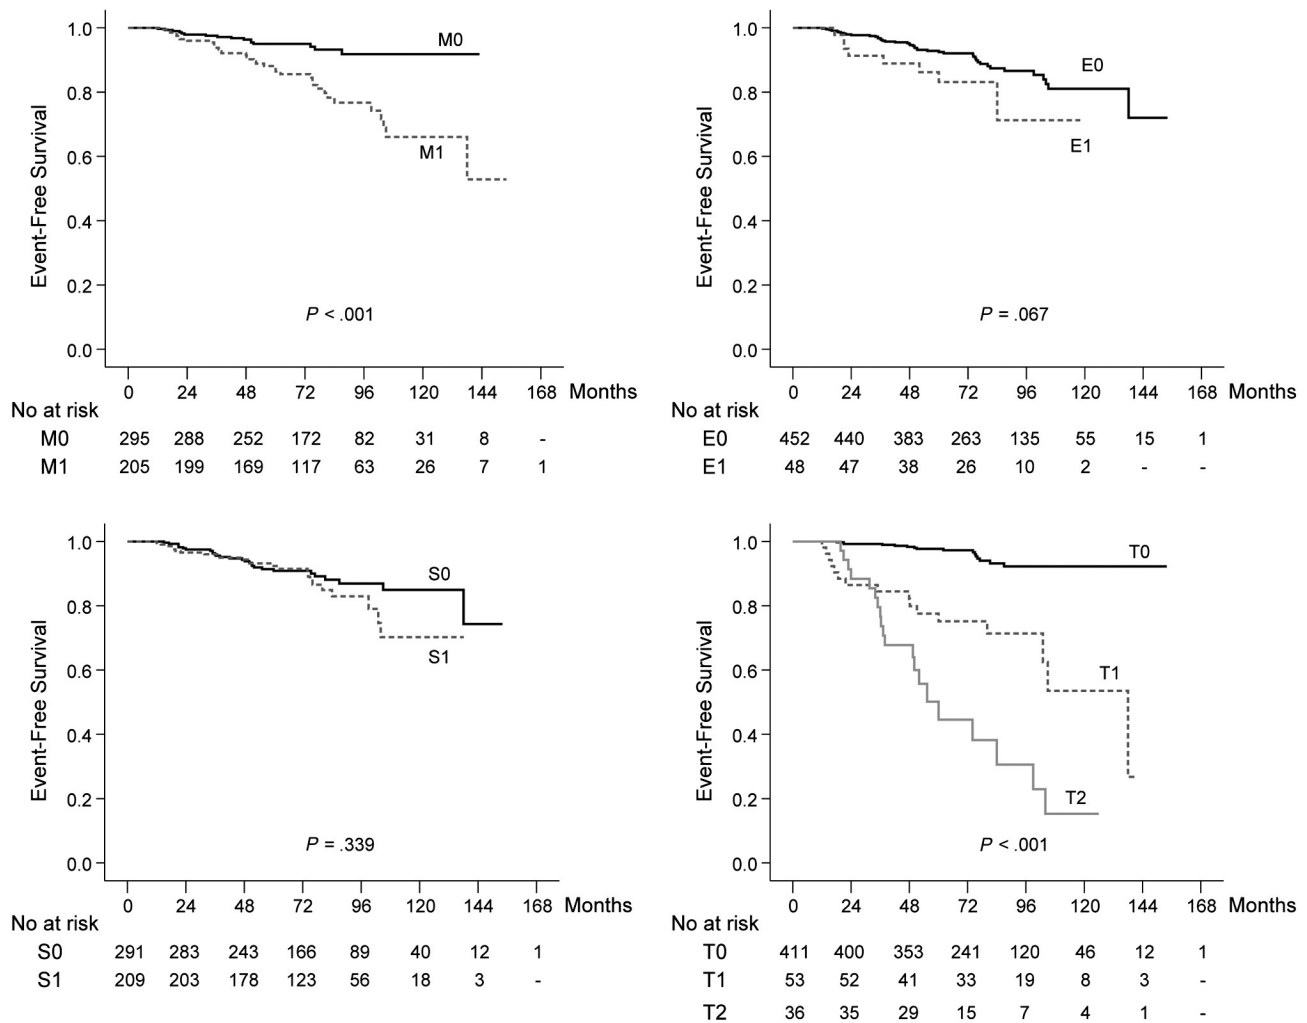 1.0
0.8
0.6
0.4
0.2
0.0
Event-Free Survival
M0
M1
P < .001
0 24 48 72 96 120 144 168 Months
No at risk
M0 295 288 252 172 82 31 8 -
M1 205 199 169 117 63 26 7 1
1.0
0.8
0.6
0.4
0.2
0.0
Event-Free Survival
E0
E1
P = .067
0 24 48 72 96 120 144 168 Months
No at risk
E0 452 440 383 263 135 55 15 1
E1 48 47 38 26 10 2 - -
1.0
0.8
0.6
0.4
0.2
0.0
Event-Free Survival
S0
S1
P = .339
0 24 48 72 96 120 144 168 Months
No at risk
S0 291 283 243 166 89 40 12 1
S1 209 203 178 123 56 18 3 -
1.0
0.8
0.6
0.4
0.2
0.0
Event-Free Survival
T0
T1
T2
P < .001
0 24 48 72 96 120 144 168 Months
No at risk
T0 411 400 353 241 120 46 12 1
T1 53 52 41 33 19 8 3 -
T2 36 35 29 15 7 4 1 -